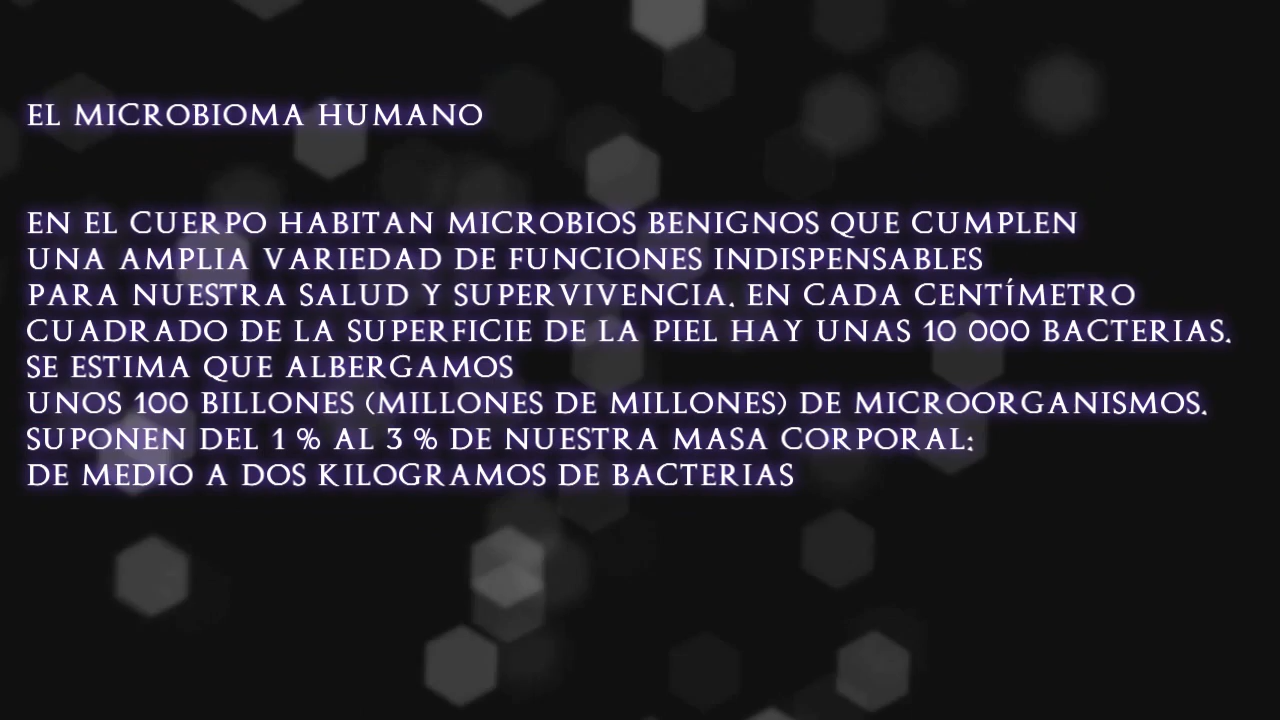 EL MICROBIOMA HUMANO
EN EL CUERPO HABITAN MICROBIOS BENIGNOS QUE CUMPLEN
UNA AMPLIA VARIEDAD DE FUNCIONES INDISPENSABLES
PARA NUESTRA SALUD Y SUPERVIVENCIA. EN CADA CENTÍMETRO
CUADRADO DE LA SUPERFICIE DE LA PIEL HAY UNAS 10 000 BACTERIAS.
SE ESTIMA QUE ALBERGAMOS
UNOS 100 BILLONES (MILLONES DE MILLONES) DE MICROORGANISMOS.
SUPONEN DEL 1 % AL 3 % DE NUESTRA MASA CORPORAL:
DE MEDIO A DOS KILOGRAMOS DE BACTERIAS